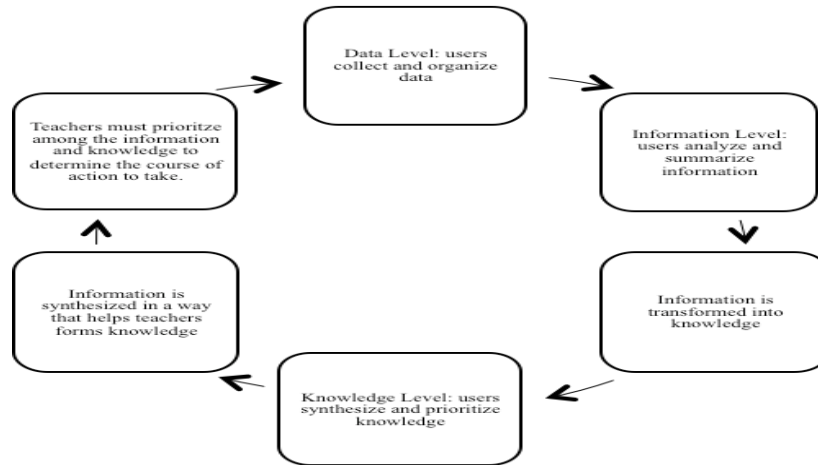 Data Level: users
collect and organize
data
Information Level:
users analyze and
summarize
information
Information is
transformed into
knowledge
Knowledge Level: users
synthesize and prioritize
knowledge
Information is
synthesized in a way
that helps teachers
forms knowledge
Teachers must prioritze
among the information
and knowledge to
determine the course of
action to take.